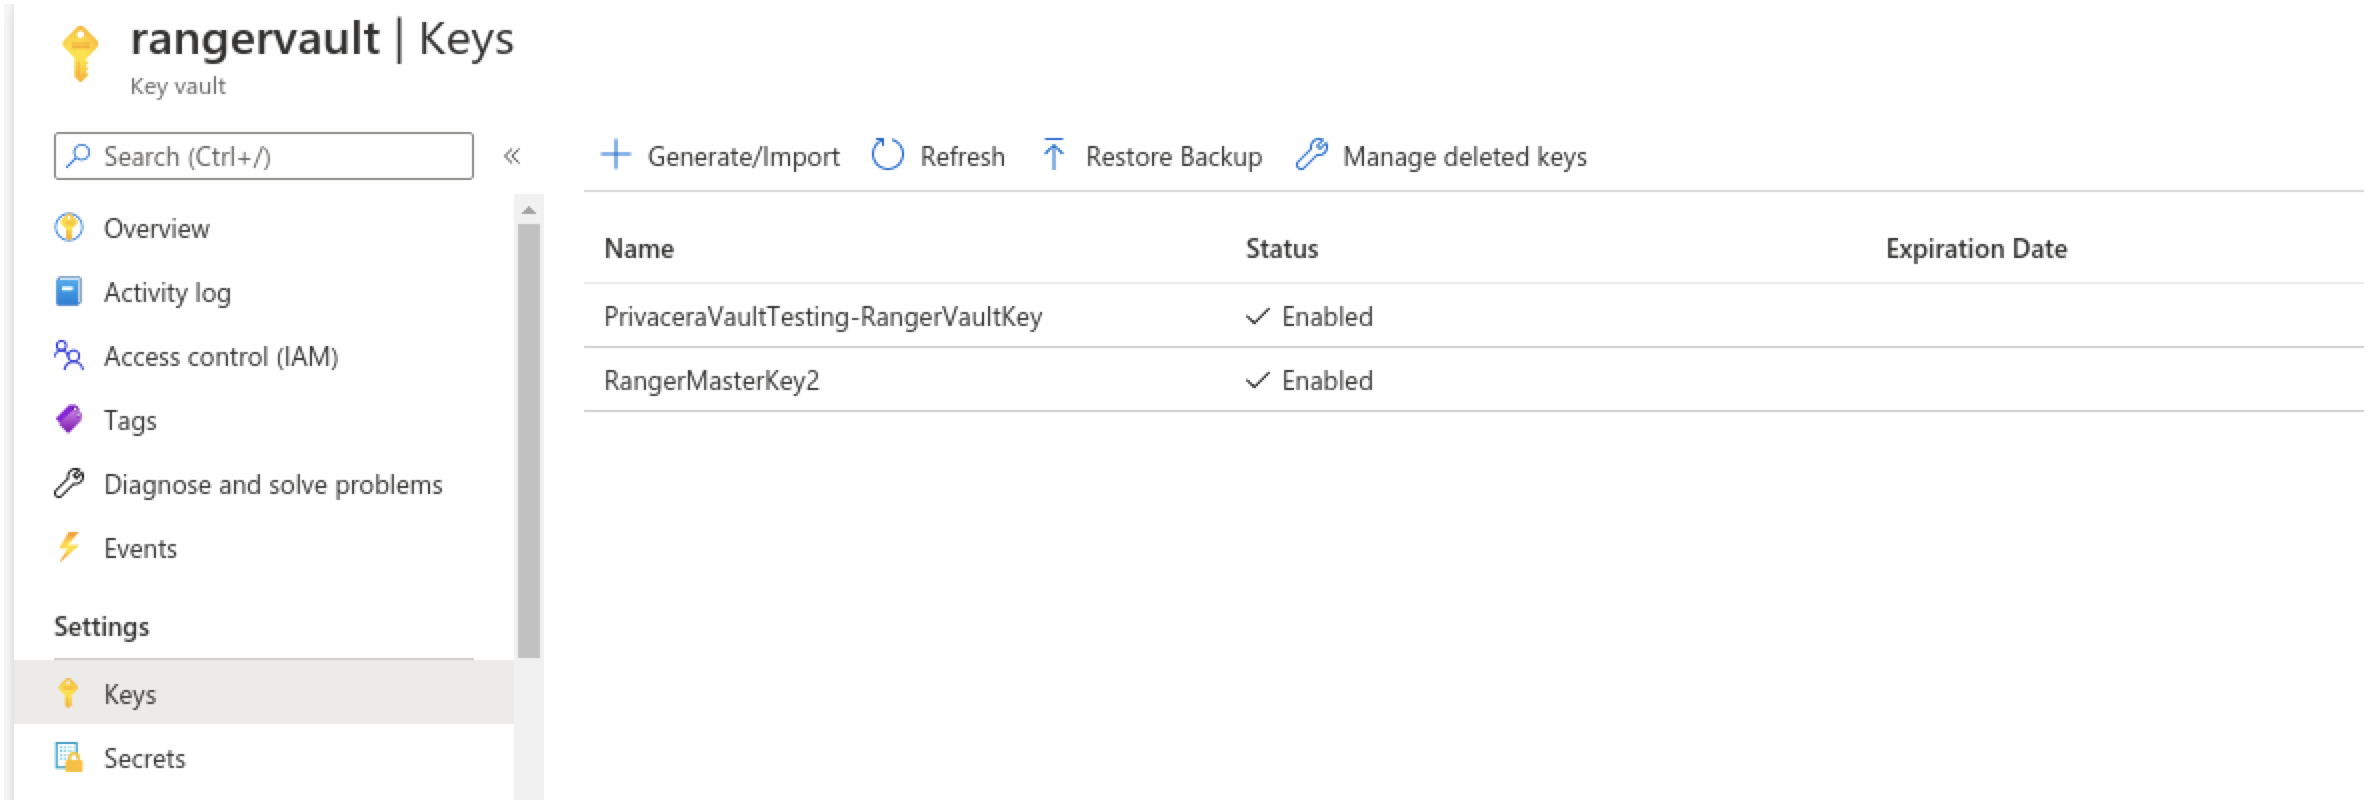 rangervault | Keys
Key vault
Search (Ctrl+/)
«
Overview
Activity log
Access control (IAM)
Tags
Diagnose and solve problems
Events
Settings
Keys
Secrets
Generate/Import Refresh Restore Backup Manage deleted keys
Name Status Expiration Date
PrivaceraVaultTesting-RangerVaultKey Enabled
RangerMasterKey2 Enabled